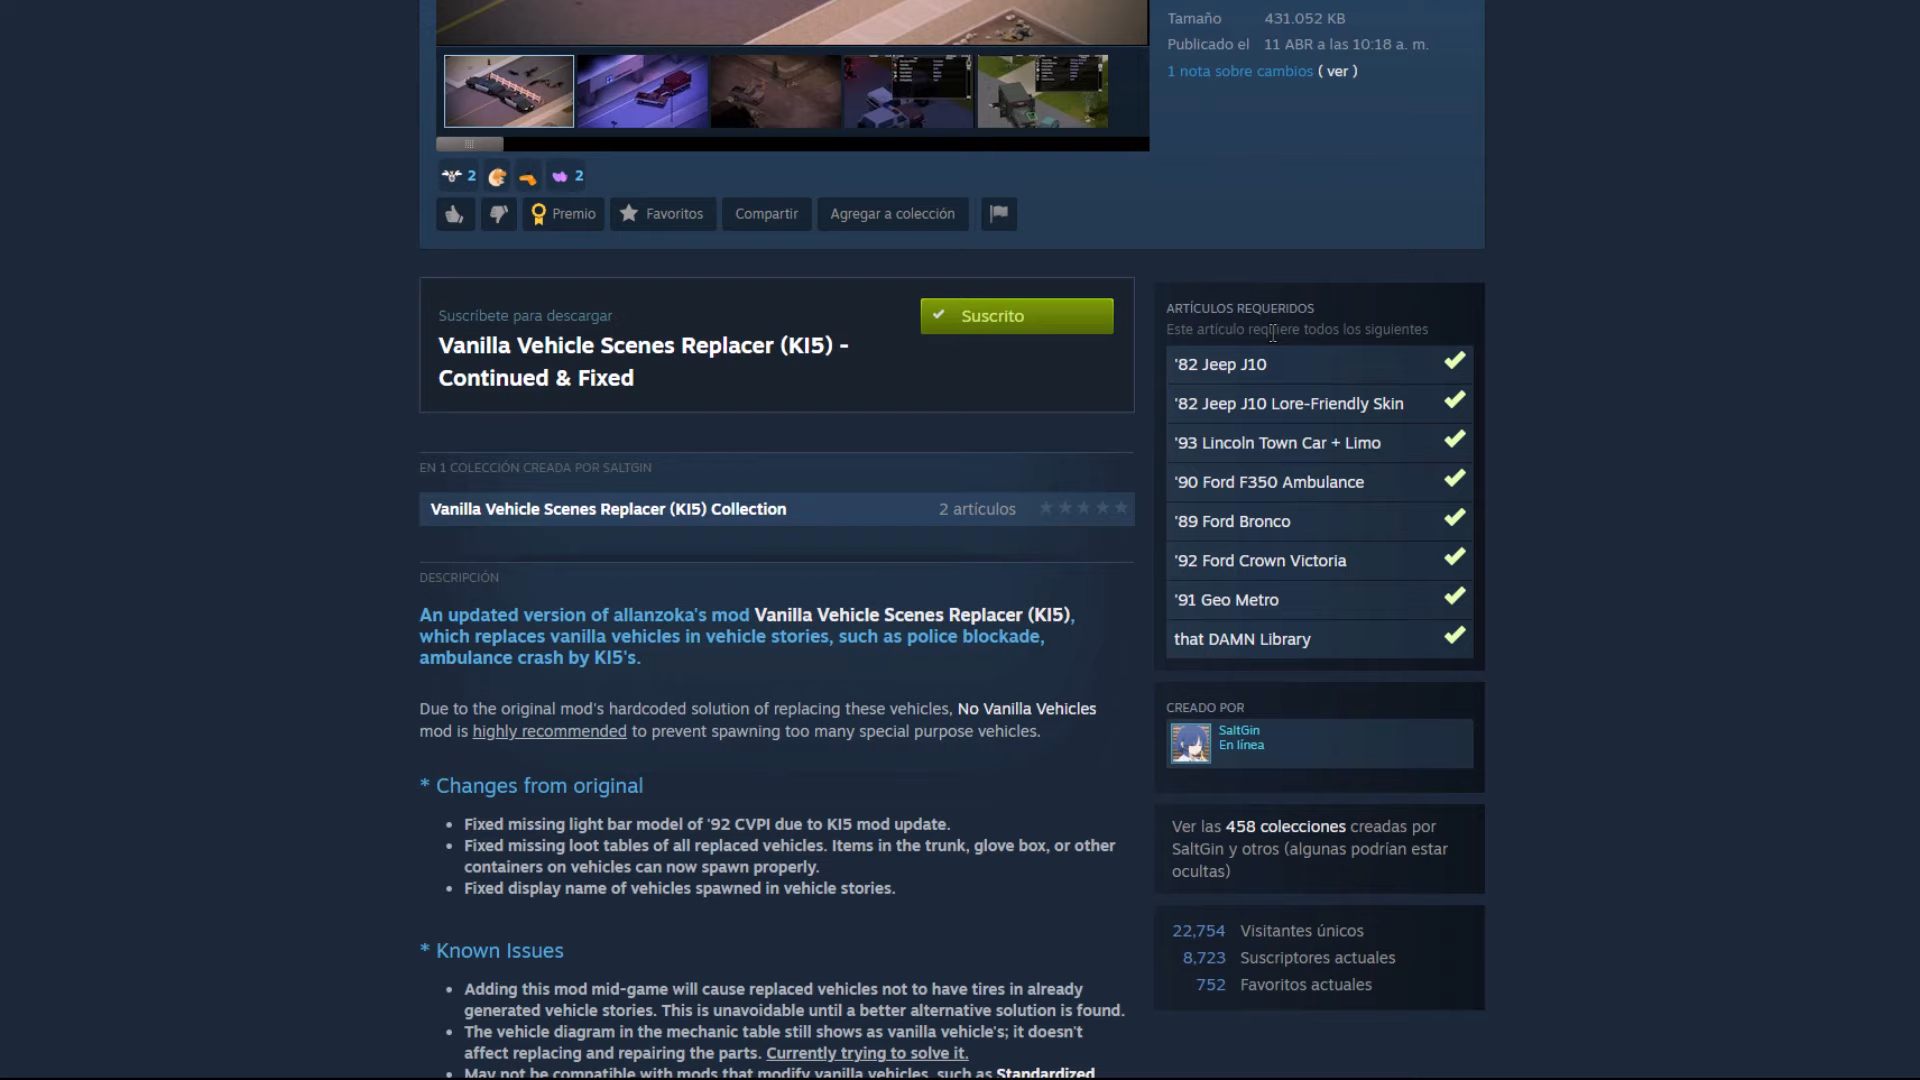 Tamaño 431.052 KB
Publicado el 11 ABR a las 10:18 a. m.
1 nota sobre cambios ( ver )
2
2
Premio
Favoritos
Compartir
Agregar a colección
Suscríbete para descargar
Vanilla Vehicle Scenes Replacer (KI5) -
Continued & Fixed
Suscrito
EN 1 COLECCIÓN CREADA POR SALTGIN
Vanilla Vehicle Scenes Replacer (KI5) Collection 2 artículos
DESCRIPCIÓN
An updated version of allanzoka's mod Vanilla Vehicle Scenes Replacer (KI5),
which replaces vanilla vehicles in vehicle stories, such as police blockade,
ambulance crash by KI5's.
Due to the original mod's hardcoded solution of replacing these vehicles, No Vanilla Vehicles
mod is highly recommended to prevent spawning too many special purpose vehicles.
* Changes from original
• Fixed missing light bar model of '92 CVPI due to KI5 mod update.
• Fixed missing loot tables of all replaced vehicles. Items in the trunk, glove box, or other
containers on vehicles can now spawn properly.
• Fixed display name of vehicles spawned in vehicle stories.
* Known Issues
• Adding this mod mid-game will cause replaced vehicles not to have tires in already
generated vehicle stories. This is unavoidable until a better alternative solution is found.
• The vehicle diagram in the mechanic table still shows as vanilla vehicle's; it doesn't
affect replacing and repairing the parts. Currently trying to solve it.
• May not be compatible with mods that modify vanilla vehicles, such as Standardized
ARTÍCULOS REQUERIDOS
Este artículo requiere todos los siguientes
'82 Jeep J10
'82 Jeep J10 Lore-Friendly Skin
'93 Lincoln Town Car + Limo
'90 Ford F350 Ambulance
'89 Ford Bronco
'92 Ford Crown Victoria
'91 Geo Metro
that DAMN Library
CREADO POR
SaltGin
En línea
Ver las 458 colecciones creadas por
SaltGin y otros (algunas podrían estar
ocultas)
22,754 Visitantes únicos
8,723 Suscriptores actuales
752 Favoritos actuales